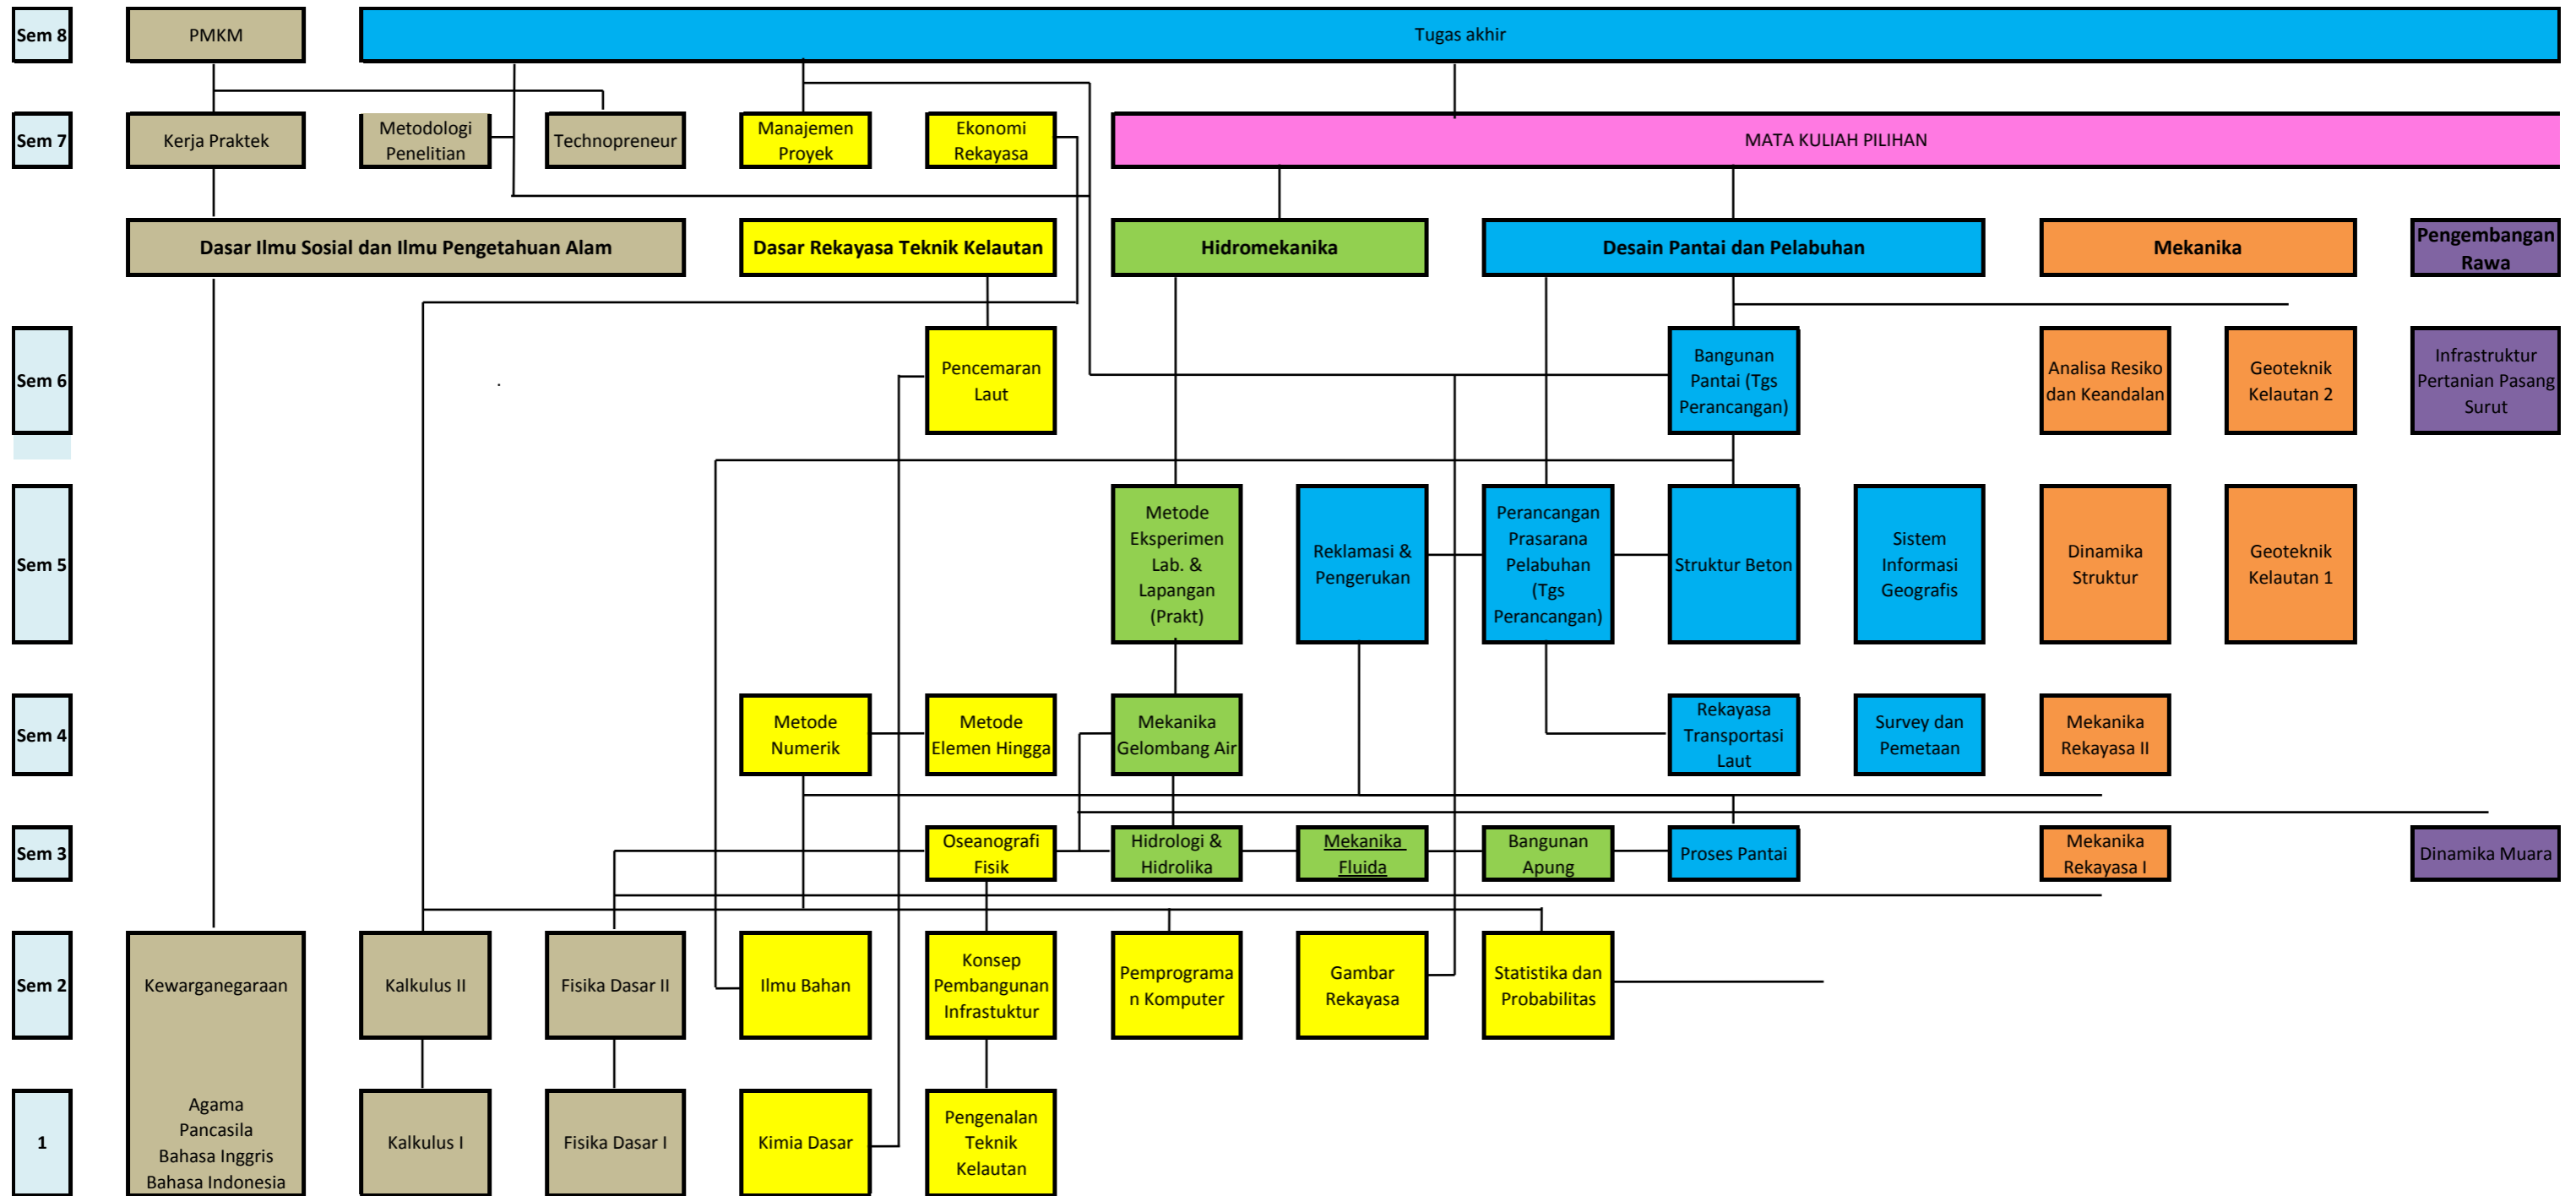 Sem 8
PMKM
Tugas akhir
Sem 7
Kerja Praktek
Metodologi
Penelitian
Technopreneur
Manajemen
Proyek
Ekonomi
Rekayasa
MATA KULIAH PILIHAN
Dasar Ilmu Sosial dan Ilmu Pengetahuan Alam
Dasar Rekayasa Teknik Kelautan
Hidromekanika
Desain Pantai dan Pelabuhan
Mekanika
Pengembangan
Rawa
Sem 6
.
Pencemaran
Laut
Bangunan
Pantai (Tgs
Perancangan)
Analisa Resiko
dan Keandalan
Geoteknik
Kelautan 2
Infrastruktur
Pertanian Pasang
Surut
Sem 5
Metode
Eksperimen
Lab. &
Lapangan
(Prakt)
Reklamasi &
Pengerukan
Perancangan
Prasarana
Pelabuhan
(Tgs
Perancangan)
Struktur Beton
Sistem
Informasi
Geografis
Dinamika
Struktur
Geoteknik
Kelautan 1
Sem 4
Metode
Numerik
Metode
Elemen Hingga
Mekanika
Gelombang Air
Rekayasa
Transportasi
Laut
Survey dan
Pemetaan
Mekanika
Rekayasa II
Sem 3
Oseanografi
Fisik
Hidrologi &
Hidrolika
Mekanika
Fluida
Bangunan
Apung
Proses Pantai
Mekanika
Rekayasa I
Dinamika Muara
Sem 2
Kewarganegaraan
Kalkulus II
Fisika Dasar II
Ilmu Bahan
Konsep
Pembangunan
Infrastuktur
Pemprograma
n Komputer
Gambar
Rekayasa
Statistika dan
Probabilitas
1
Agama
Pancasila
Bahasa Inggris
Bahasa Indonesia
Kalkulus I
Fisika Dasar I
Kimia Dasar
Pengenalan
Teknik
Kelautan